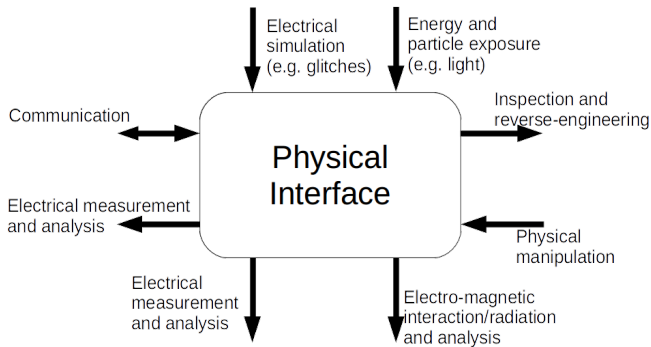 Electrical
simulation
(e.g. glitches)
Energy and
particle exposure
(e.g. light)
Communication
Inspection and
reverse-engineering
Physical
Interface
Electrical measurement
and analysis
Physical
manipulation
Electrical
measurement
and analysis
Electro-magnetic
interaction/radiation
and analysis